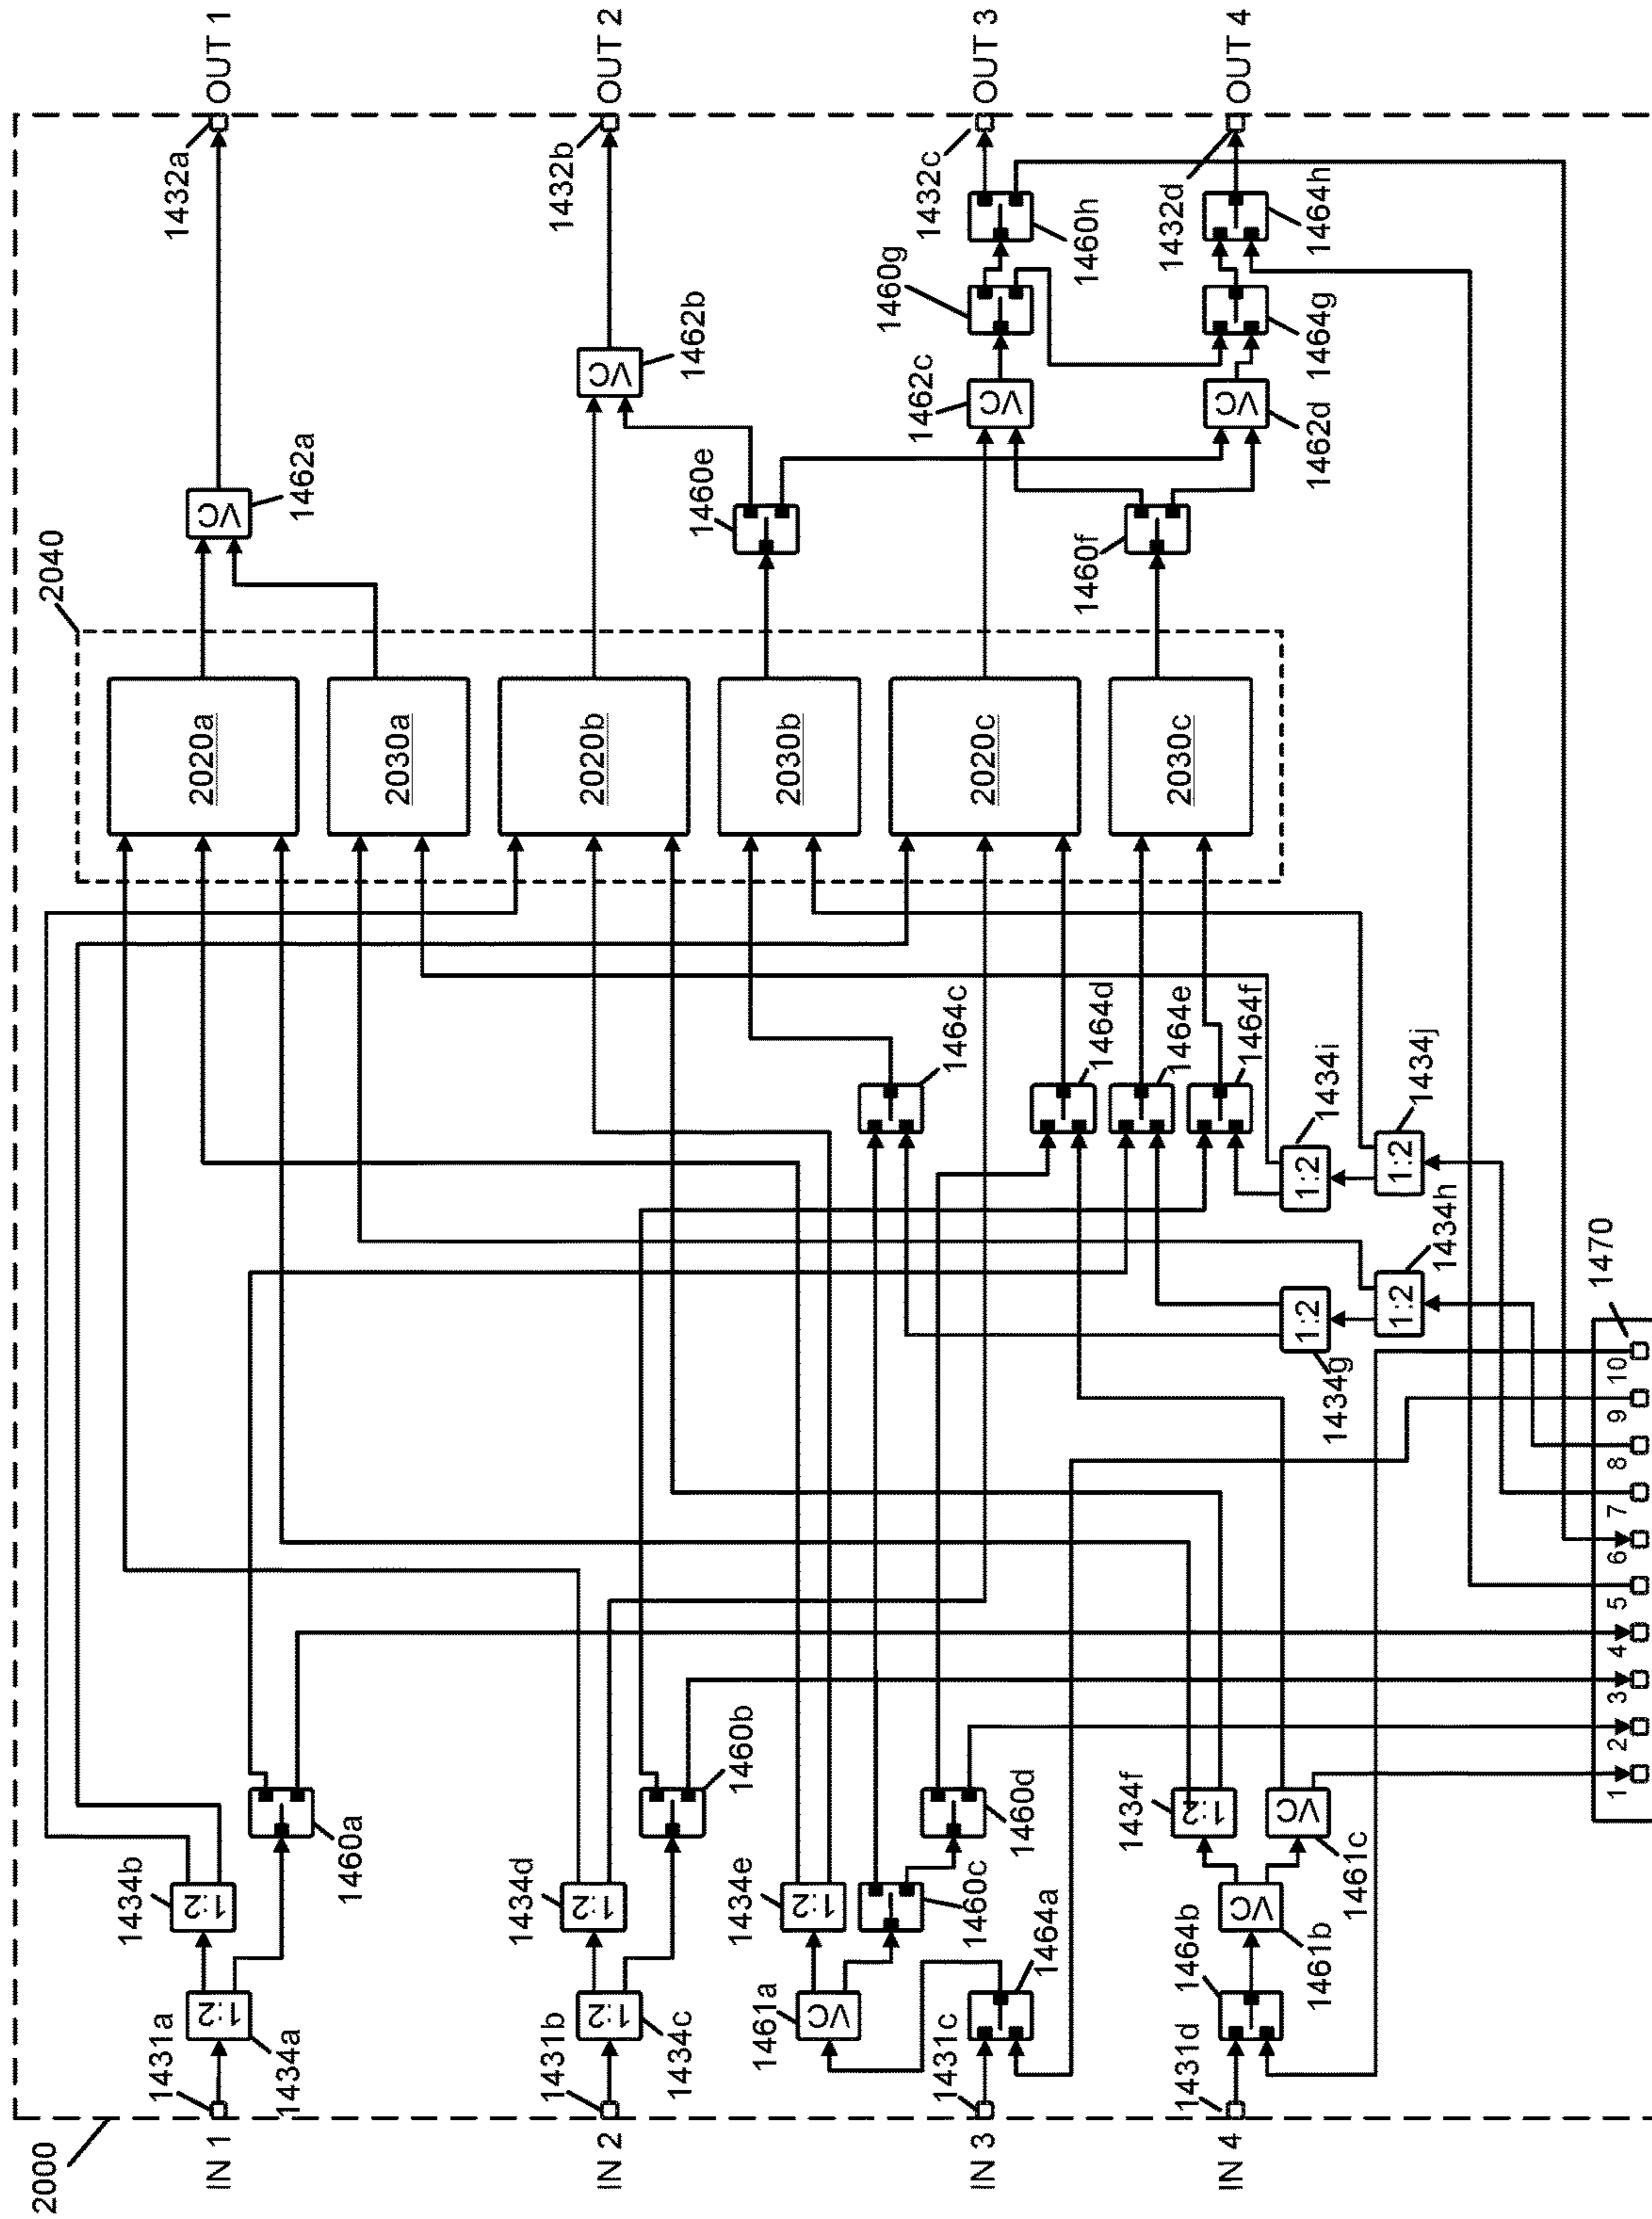 2000
IN 1
1431a
1:2
1434a
1:2
1434b
1460a
2040
2020a
2030a
VC
1462a
1432a
OUT 1
IN 2
1431b
1:2
1434c
1:2
1434d
1460b
2020b
2030b
1460e
VC
1462b
1432b
OUT 2
IN 3
1431c
1464a
VC
1461a
1:2
1434e
1460c
1460d
1464c
1464d
1464e
1464f
2020c
2030c
1460f
VC
1462c
1460g
1460h
1432c
OUT 3
IN 4
1431d
1464b
VC
1461b
1:2
1434f
VC
1461c
1:2
1434g
1:2
1434h
1:2
1434i
1:2
1434j
VC
1462d
1464g
1464h
1432d
OUT 4
1470
1 2 3 4 5 6 7 8 9 10